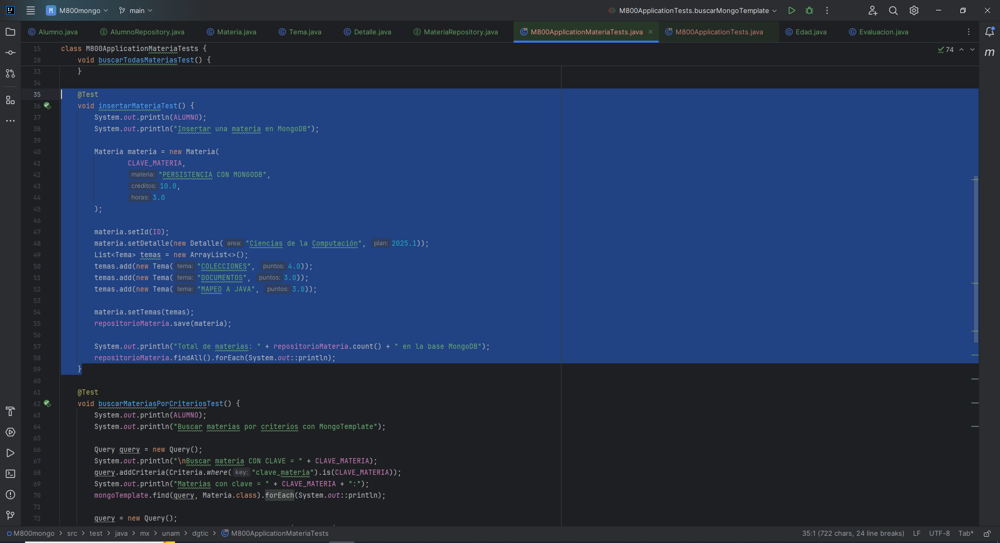 M M800mongo main M800ApplicationTests.buscarMongoTemplate
Alumno.java AlumnoRepository.java Materia.java Tema.java Detalle.java MateriaRepository.java M800ApplicationMateriaTests.java M800ApplicationTests.java Edad.java Evaluacion.java
15 class M800ApplicationMateriaTests { 74
28 void buscarTodasMateriasTest() {
33 }
34
35 @Test
36 void insertarMateriaTest() {
37 System.out.println(ALUMNO);
38 System.out.println("Insertar una materia en MongoDB");
39
40 Materia materia = new Materia(
41 CLAVE_MATERIA,
42 materia: "PERSISTENCIA CON MONGODB",
43 creditos: 10.0,
44 horas: 3.0
45 );
46
47 materia.setId(ID);
48 materia.setDetalle(new Detalle( area: "Ciencias de la Computación", plan: 2025.1));
49 List<Tema> temas = new ArrayList<>();
50 temas.add(new Tema( tema: "COLECCIONES", puntos: 4.0));
51 temas.add(new Tema( tema: "DOCUMENTOS", puntos: 3.0));
52 temas.add(new Tema( tema: "MAPEO A JAVA", puntos: 3.0));
53
54 materia.setTemas(temas);
55 repositorioMateria.save(materia);
56
57 System.out.println("Total de materias: " + repositorioMateria.count() + " en la base MongoDB");
58 repositorioMateria.findAll().forEach(System.out::println);
59 }
60
61 @Test
62 void buscarMateriasPorCriteriosTest() {
63 System.out.println(ALUMNO);
64 System.out.println("Buscar materias por criterios con MongoTemplate");
65
66 Query query = new Query();
67 System.out.println("\nBuscar matería CON CLAVE = " + CLAVE_MATERIA);
68 query.addCriteria(Criteria.where( key: "clave_materia").is(CLAVE_MATERIA));
69 System.out.println("Materias con clave = " + CLAVE_MATERIA + ":");
70 mongoTemplate.find(query, Materia.class).forEach(System.out::println);
71
72 query = new Query();
M800mongo > src > test > java > mx > unam > dgtic > M800ApplicationMateriaTests 35:1 (722 chars, 24 line breaks) LF UTF-8 Tab*